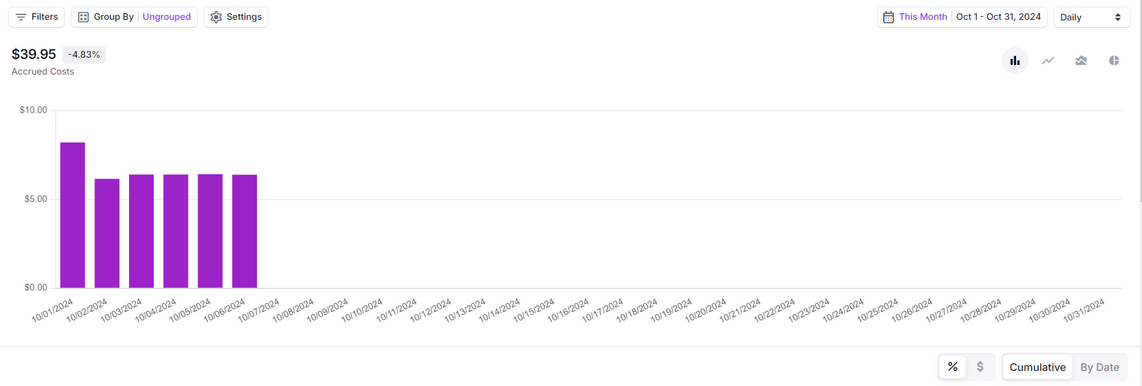 Filters Group By Ungrouped Settings This Month Oct 1 - Oct 31, 2024 Daily
$39.95 -4.83%
Accrued Costs
$10.00
$5.00
$0.00
10/01/2024 10/02/2024 10/03/2024 10/04/2024 10/05/2024 10/06/2024 10/07/2024 10/08/2024 10/09/2024 10/10/2024 10/11/2024 10/12/2024 10/13/2024 10/14/2024 10/15/2024 10/16/2024 10/17/2024 10/18/2024 10/19/2024 10/20/2024 10/21/2024 10/22/2024 10/23/2024 10/24/2024 10/25/2024 10/26/2024 10/27/2024 10/28/2024 10/29/2024 10/30/2024 10/31/2024
% $ Cumulative By Date